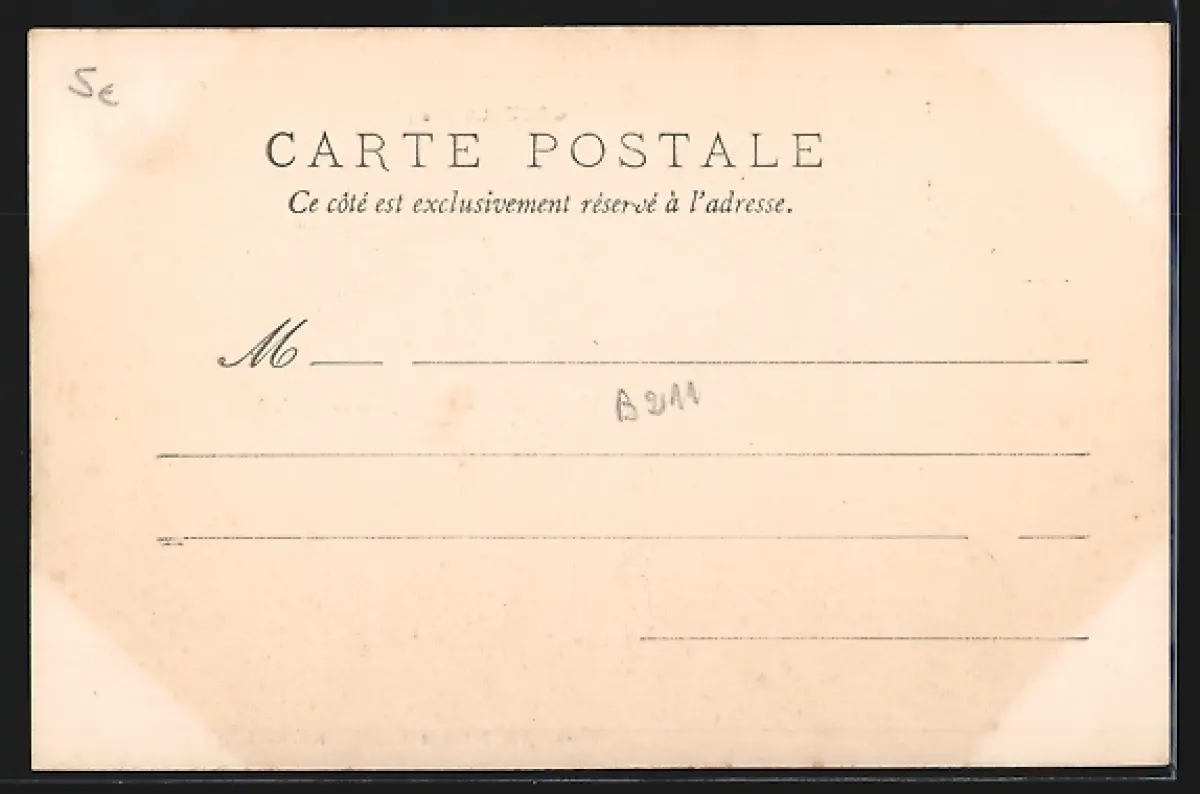 5€
CARTE POSTALE
Ce côté est exclusivement réservé à l'adresse.
M
B211